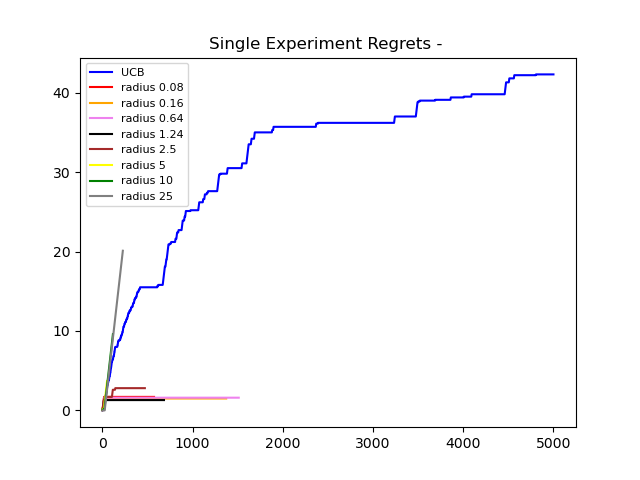 Single Experiment Regrets -
UCB
radius 0.08
radius 0.16
radius 0.64
radius 1.24
radius 2.5
radius 5
radius 10
radius 25
40
30
20
10
0
0 1000 2000 3000 4000 5000